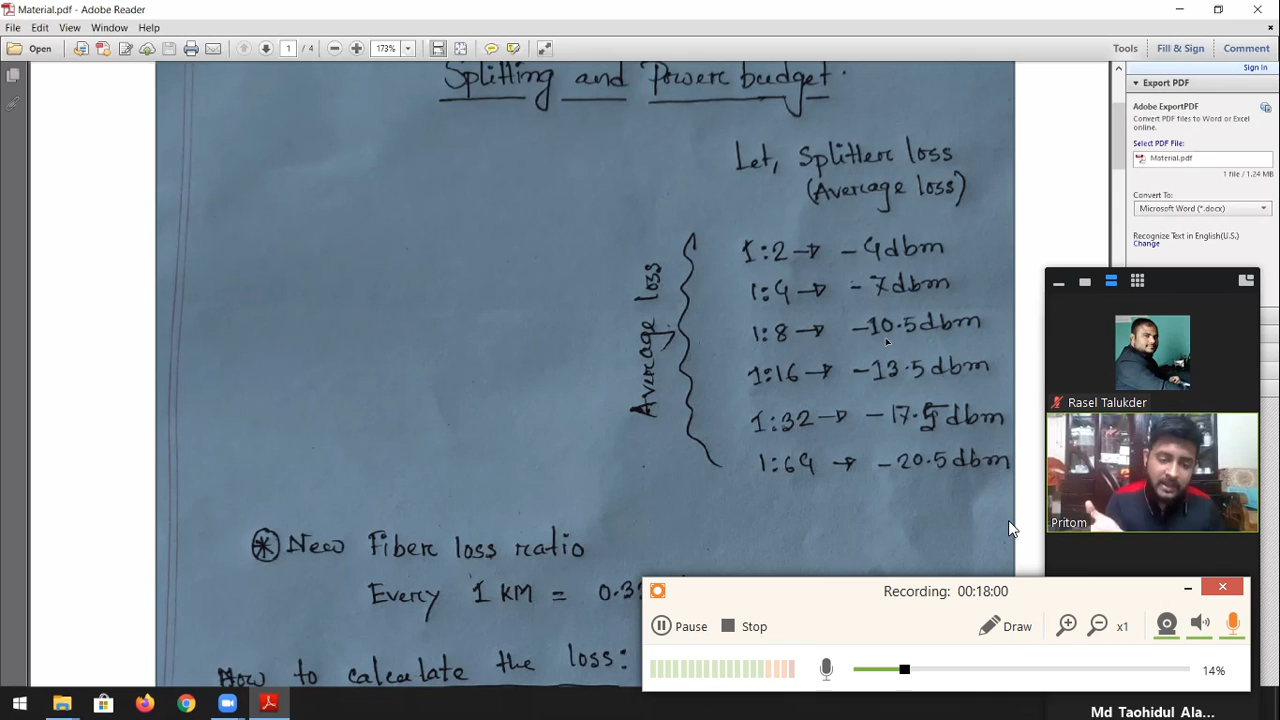 Material.pdf - Adobe Reader
File Edit View Window Help
Open 1 / 4 173% Tools Fill & Sign Comment
Sign In
Export PDF
Adobe ExportPDF
Convert PDF files to Word or Excel online.
Select PDF File:
Material.pdf
1 file / 1.24 MB
Convert To:
Microsoft Word (*.docx)
Recognize Text in English(U.S.)
Change
Splitting and Power budget.
Let, Splitter loss
(Average loss)
Average loss
1:2 → -4dbm
1:4 → -7dbm
1:8 → -10.5dbm
1:16 → -13.5dbm
1:32 → -17.5dbm
1:64 → -20.5dbm
* New Fiber loss ratio
Every 1 KM =
How to calculate the loss:
Rasel Talukder
Pritom
Recording: 00:18:00
Pause Stop Draw x1
14%
Md Taohidul Ala...